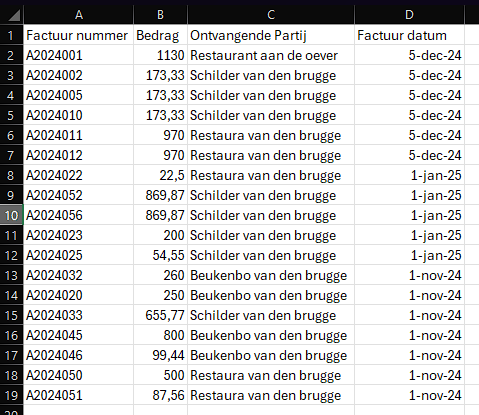 A B C D
1 Factuur nummer Bedrag Ontvangende Partij Factuur datum
2 A2024001 1130 Restaurant aan de oever 5-dec-24
3 A2024002 173,33 Schilder van den brugge 5-dec-24
4 A2024005 173,33 Schilder van den brugge 5-dec-24
5 A2024010 173,33 Schilder van den brugge 5-dec-24
6 A2024011 970 Restaura van den brugge 5-dec-24
7 A2024012 970 Restaura van den brugge 5-dec-24
8 A2024022 22,5 Restaura van den brugge 1-jan-25
9 A2024052 869,87 Schilder van den brugge 1-jan-25
10 A2024056 869,87 Schilder van den brugge 1-jan-25
11 A2024023 200 Schilder van den brugge 1-jan-25
12 A2024025 54,55 Schilder van den brugge 1-jan-25
13 A2024032 260 Beukenbo van den brugge 1-nov-24
14 A2024020 250 Beukenbo van den brugge 1-nov-24
15 A2024033 655,77 Schilder van den brugge 1-nov-24
16 A2024045 800 Beukenbo van den brugge 1-nov-24
17 A2024046 99,44 Beukenbo van den brugge 1-nov-24
18 A2024050 500 Restaura van den brugge 1-nov-24
19 A2024051 87,56 Restaura van den brugge 1-nov-24